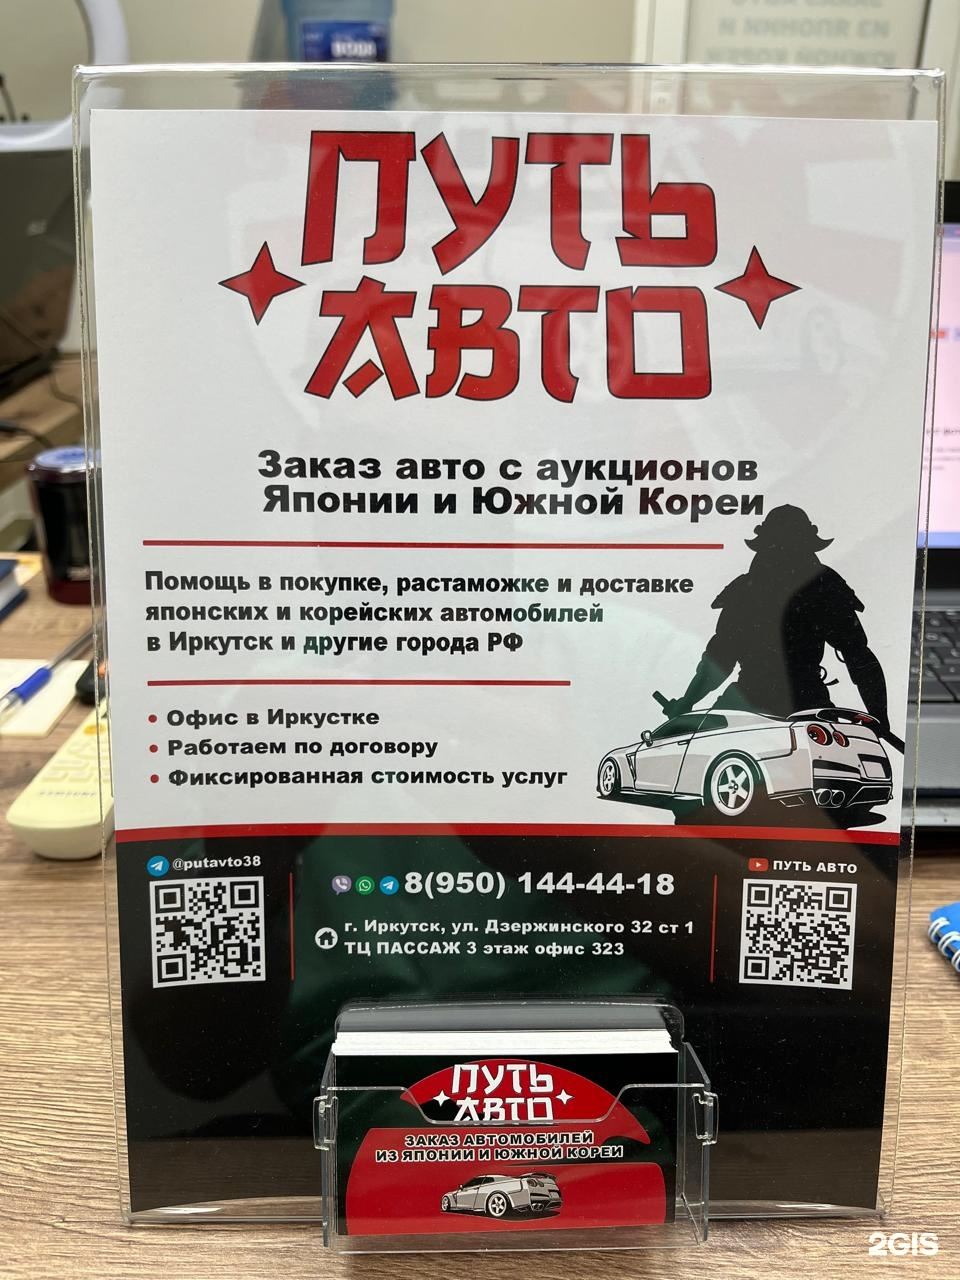 ПУТЬ
АВТО
Заказ авто с аукционов
Японии и Южной Кореи
Помощь в покупке, растаможке и доставке
японских и корейских автомобилей
в Иркутск и другие города РФ
• Офис в Иркустке
• Работаем по договору
• Фиксированная стоимость услуг
@putavto38
8(950) 144-44-18
г. Иркутск, ул. Дзержинского 32 ст 1
ТЦ ПАССАЖ 3 этаж офис 323
ПУТЬ АВТО
ПУТЬ
АВТО
ЗАКАЗ АВТОМОБИЛЕЙ
ИЗ ЯПОНИИ И ЮЖНОЙ КОРЕИ
2GIS